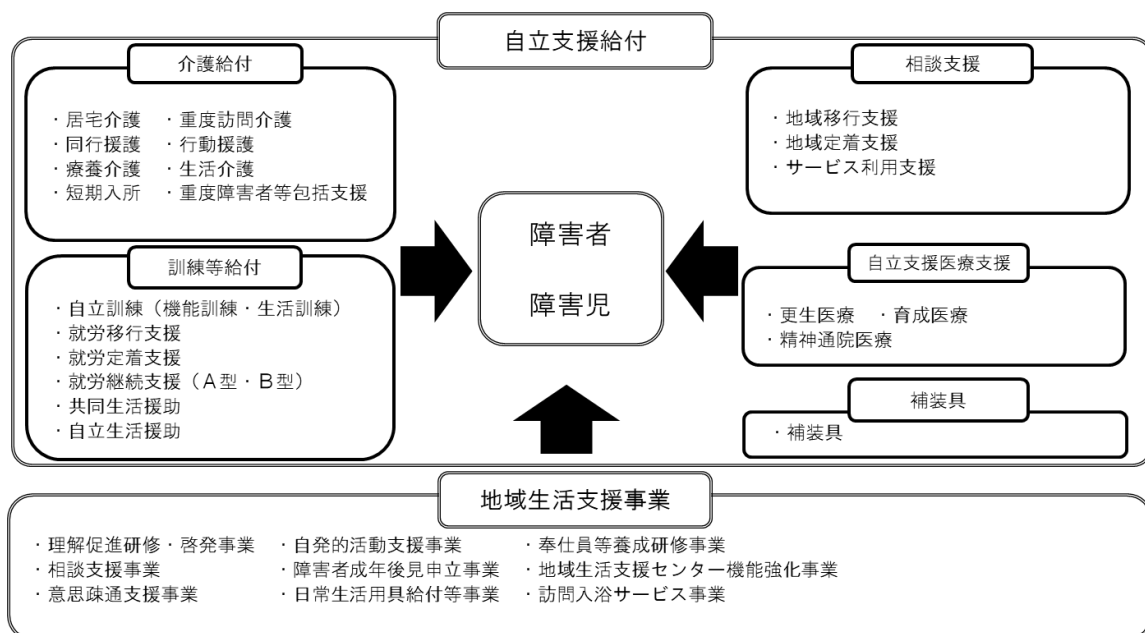 自立支援給付
介護給付
・居宅介護 ・重度訪問介護
・同行援護 ・行動援護
・療養介護 ・生活介護
・短期入所 ・重度障害者等包括支援
訓練等給付
・自立訓練（機能訓練・生活訓練）
・就労移行支援
・就労定着支援
・就労継続支援（Ａ型・Ｂ型）
・共同生活援助
・自立生活援助
障害者
障害児
相談支援
・地域移行支援
・地域定着支援
・サービス利用支援
自立支援医療支援
・更生医療 ・育成医療
・精神通院医療
補装具
・補装具
地域生活支援事業
・理解促進研修・啓発事業 ・自発的活動支援事業 ・奉仕員等養成研修事業
・相談支援事業 ・障害者成年後見申立事業 ・地域生活支援センター機能強化事業
・意思疎通支援事業 ・日常生活用具給付等事業 ・訪問入浴サービス事業